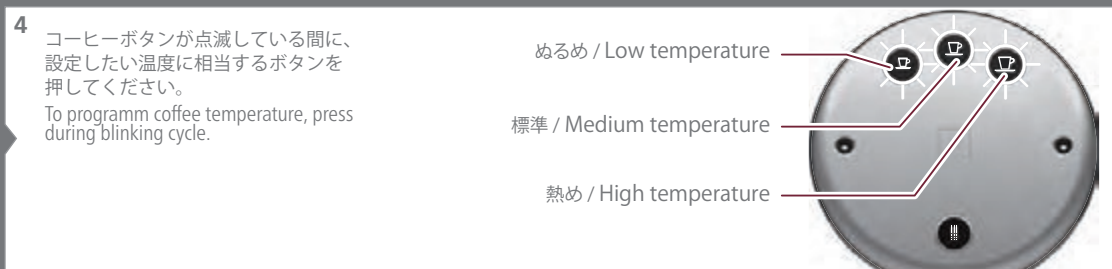 4
コーヒーボタンが点滅している間に、
設定したい温度に相当するボタンを
押してください。
To programm coffee temperature, press
during blinking cycle.
ぬるめ / Low temperature
標準 / Medium temperature
熱め / High temperature